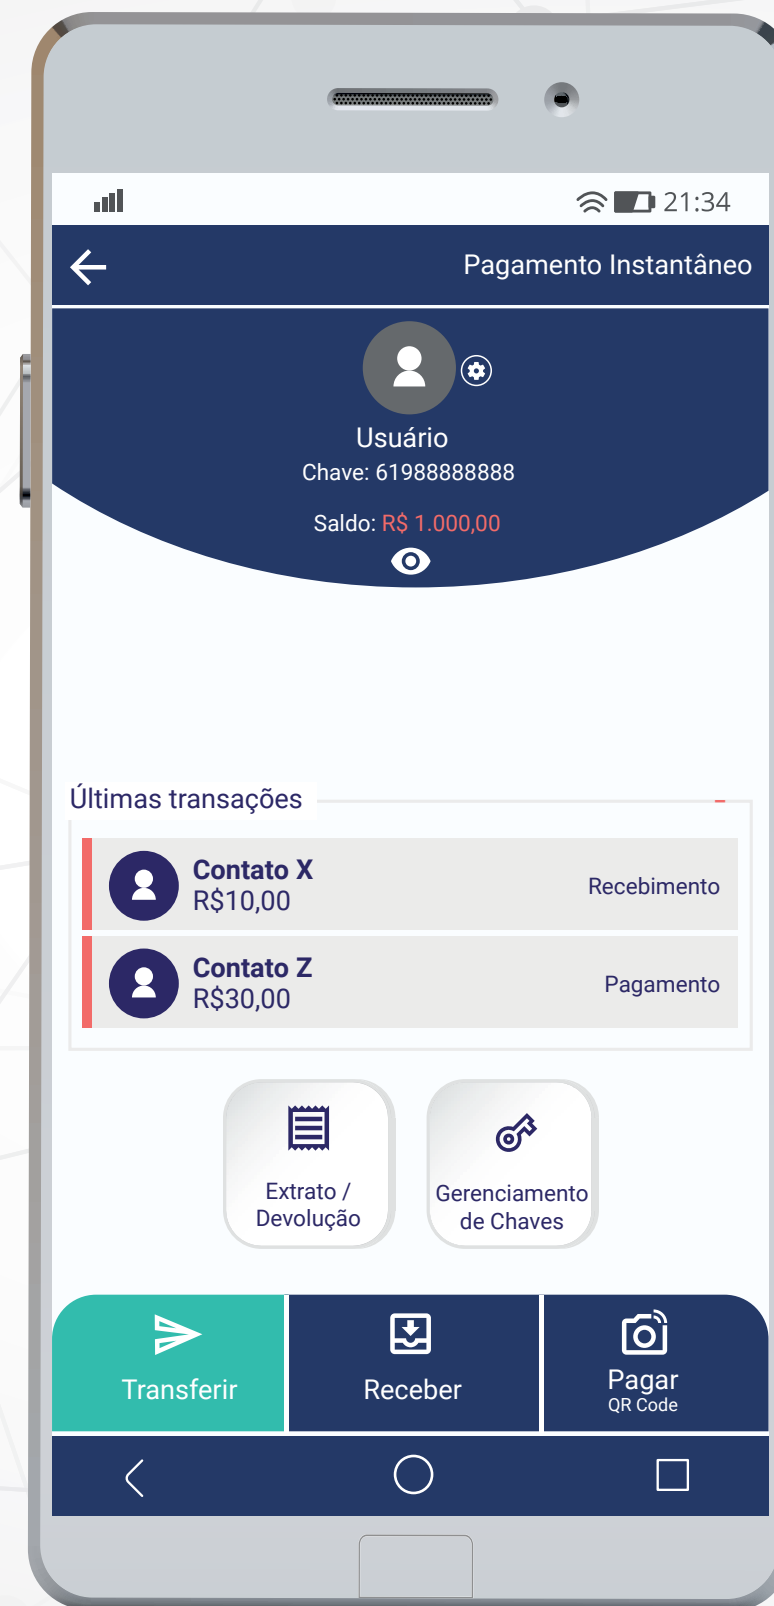 21:34
Pagamento Instantâneo
Usuário
Chave: 61988888888
Saldo: R$ 1.000,00
Últimas transações
Contato X
R$10,00
Recebimento
Contato Z
R$30,00
Pagamento
Extrato /
Devolução
Gerenciamento
de Chaves
Transferir
Receber
Pagar
QR Code